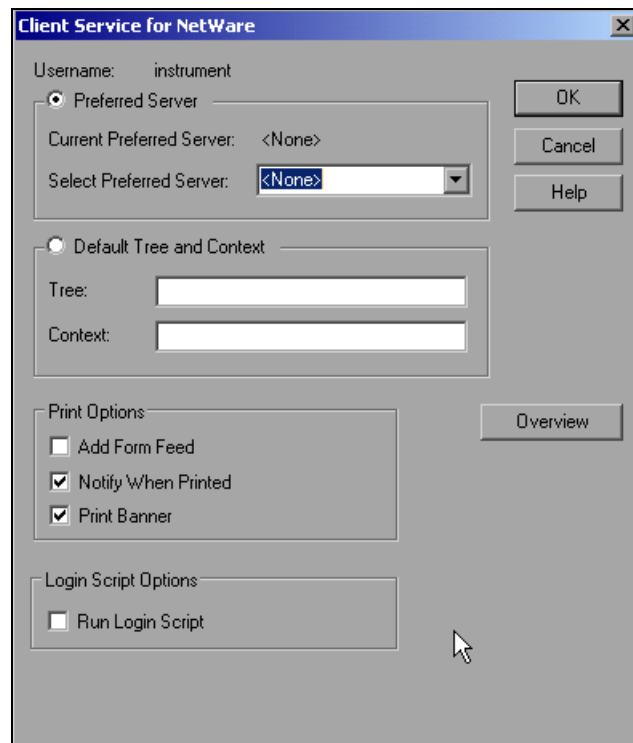 Client Service for NetWare
Username: instrument
Preferred Server
Current Preferred Server: <None>
Select Preferred Server: <None>
OK
Cancel
Help
Default Tree and Context
Tree:
Context:
Print Options
Add Form Feed
Notify When Printed
Print Banner
Overview
Login Script Options
Run Login Script